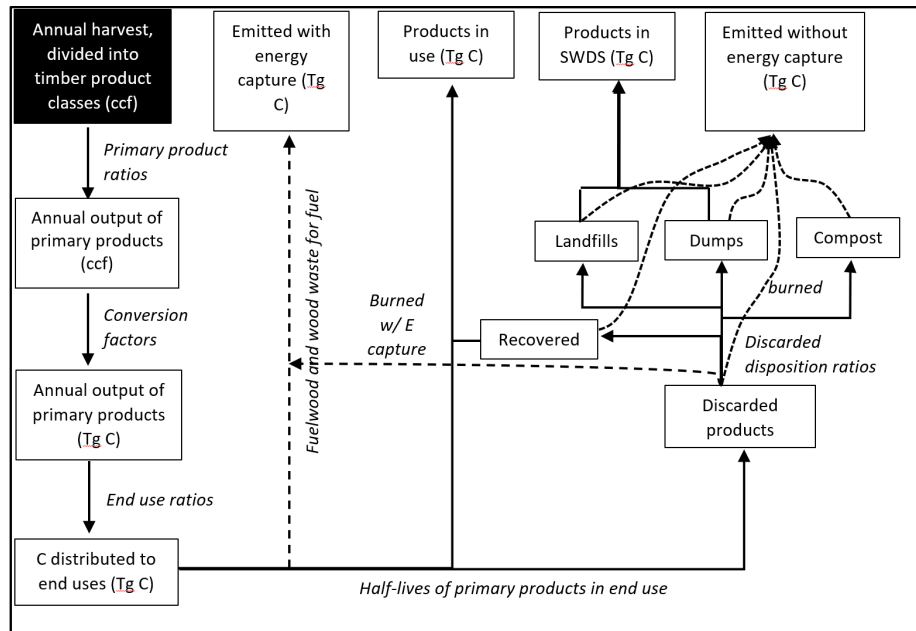 Annual harvest,
divided into
timber product
classes (ccf)
Emitted with
energy
capture (Tg
C)
Products in
use (Tg C)
Products in
SWDS (Tg C)
Emitted without
energy capture
(Tg C)
Primary product
ratios
Annual output of
primary products
(ccf)
Landfills
Dumps
Compost
Fuelwood and wood waste for fuel
Burned
w/ E
capture
burned
Conversion
factors
Recovered
Discarded
disposition ratios
Annual output of
primary products
(Tg C)
Discarded
products
End use ratios
C distributed to
end uses (Tg C)
Half-lives of primary products in end use